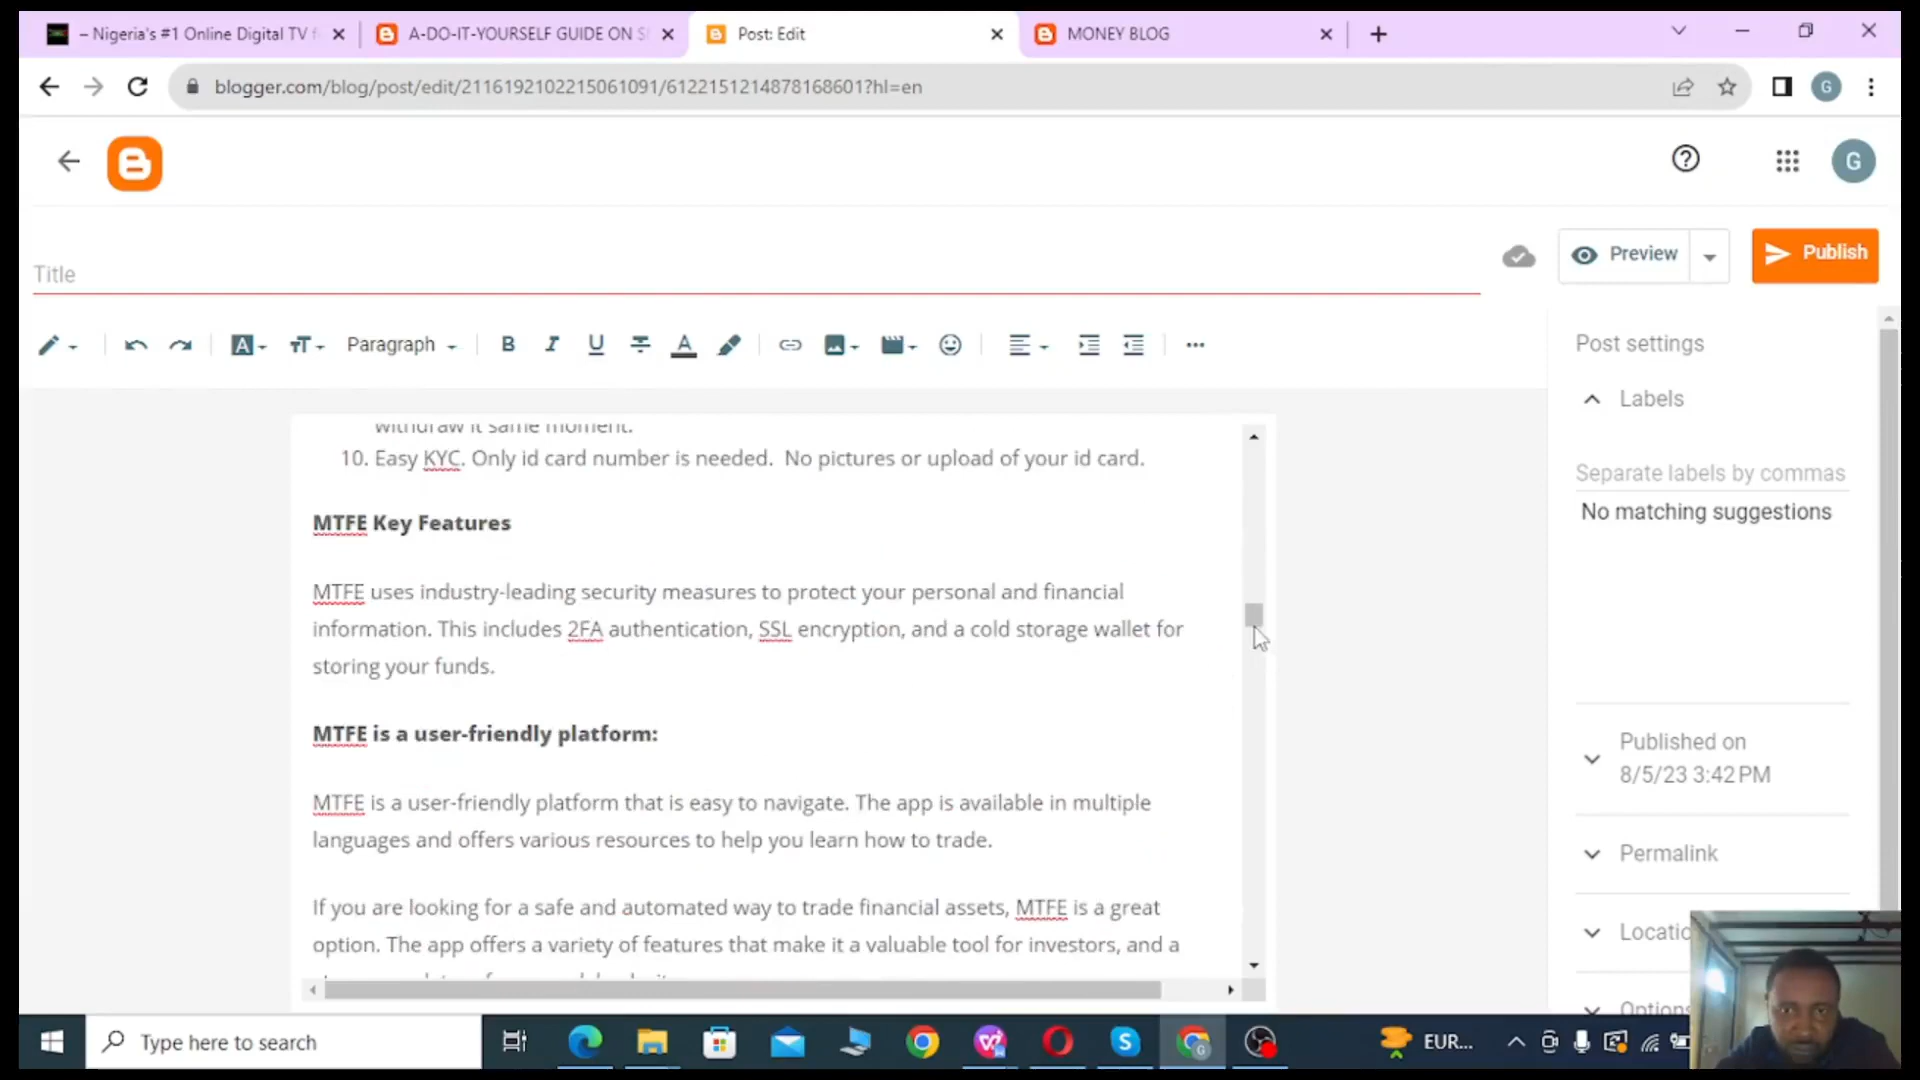 – Nigeria's #1 Online Digital TV
A-DO-IT-YOURSELF GUIDE ON
Post: Edit
MONEY BLOG
blogger.com/blog/post/edit/2116192102215061091/6122151214878168601?hl=en
G
G
Title
Preview
Publish
Paragraph
Post settings
Labels
Separate labels by commas
No matching suggestions
Published on
8/5/23 3:42 PM
Permalink
Options
withdraw it same moment.
10. Easy KYC. Only id card number is needed. No pictures or upload of your id card.
MTFE Key Features
MTFE uses industry-leading security measures to protect your personal and financial
information. This includes 2FA authentication, SSL encryption, and a cold storage wallet for
storing your funds.
MTFE is a user-friendly platform:
MTFE is a user-friendly platform that is easy to navigate. The app is available in multiple
languages and offers various resources to help you learn how to trade.
If you are looking for a safe and automated way to trade financial assets, MTFE is a great
option. The app offers a variety of features that make it a valuable tool for investors, and a
Type here to search
EUR...